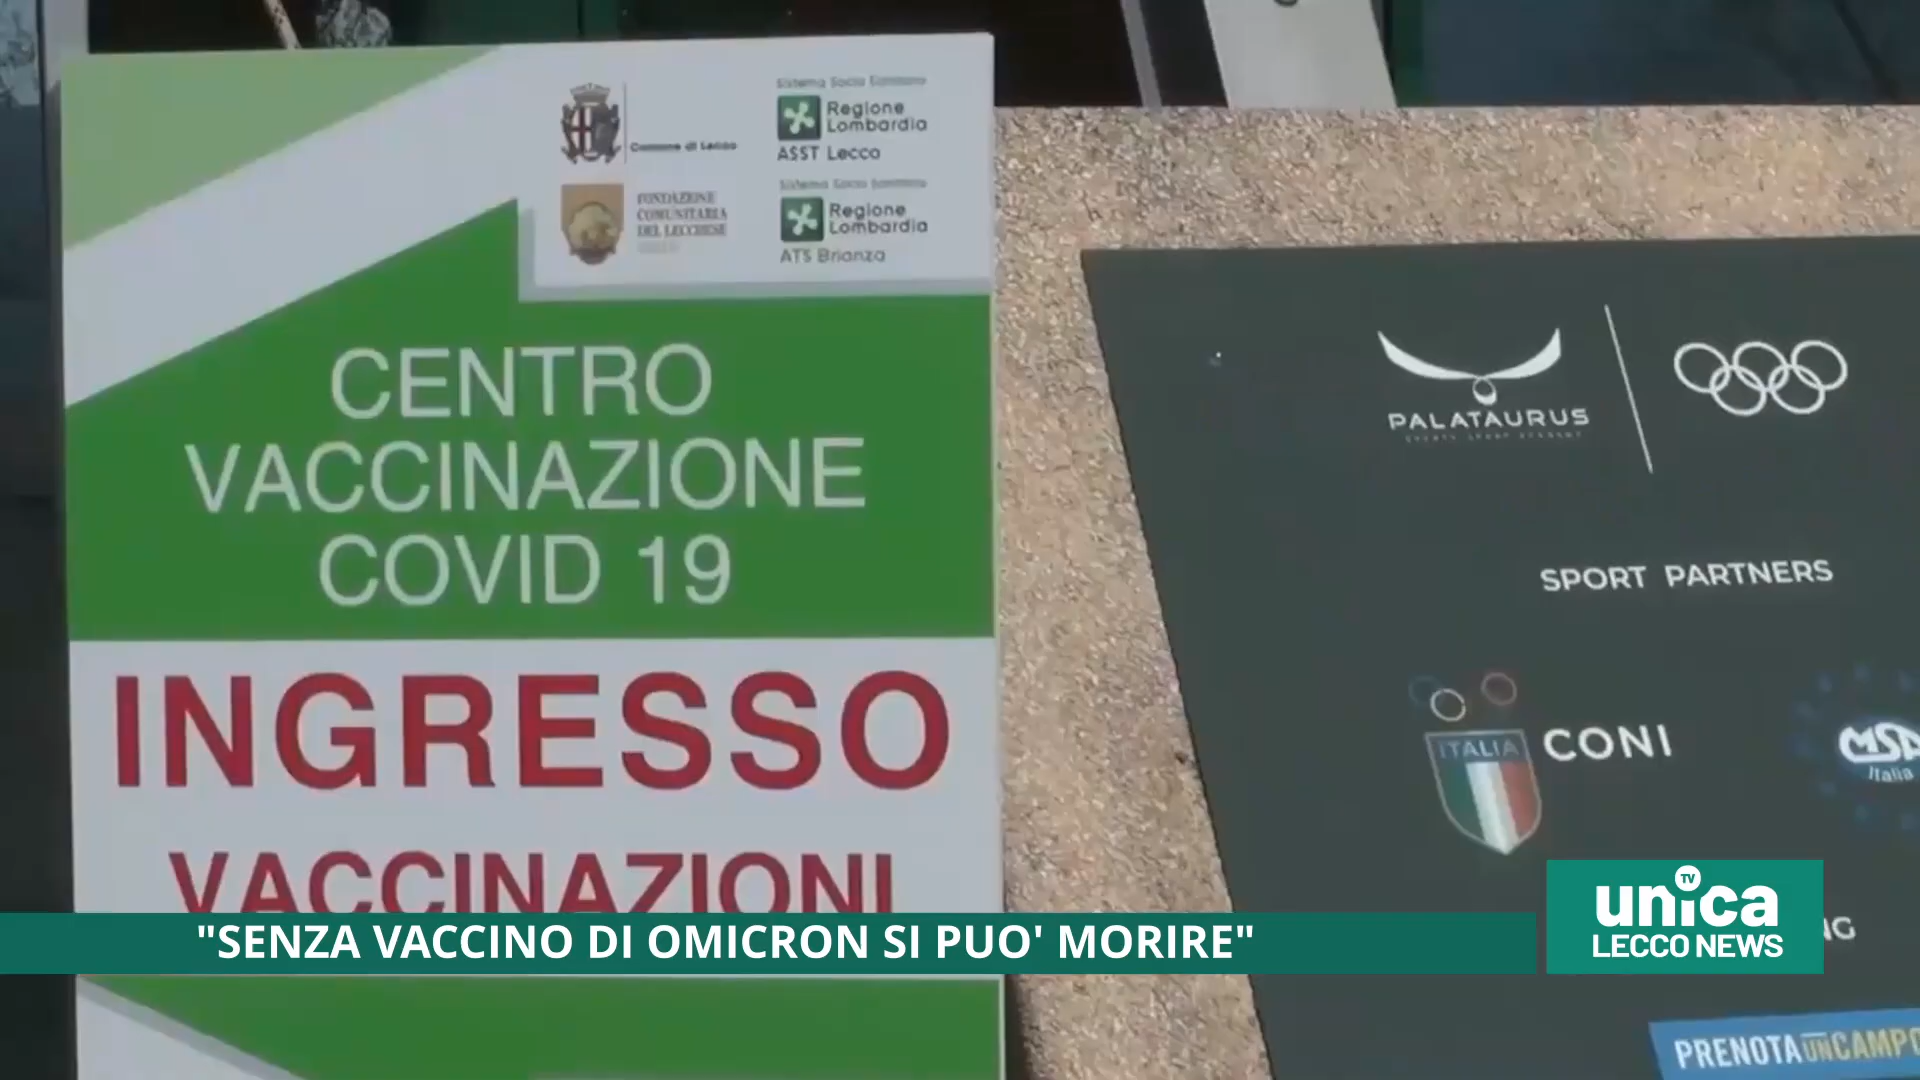 Comune di Lecco
Sistema Socio Sanitario
Regione
Lombardia
ASST Lecco
FONDAZIONE
COMUNITARIA
DEL LECCHESE
Sistema Socio Sanitario
Regione
Lombardia
ATS Brianza
CENTRO
VACCINAZIONE
COVID 19
INGRESSO
VACCINAZIONI
PALATAURUS
SPORT PARTNERS
ITALIA
CONI
MSP
Italia
"SENZA VACCINO DI OMICRON SI PUO' MORIRE"
unica
TV
LECCO NEWS
NG
PRENOTAUNCAMPO